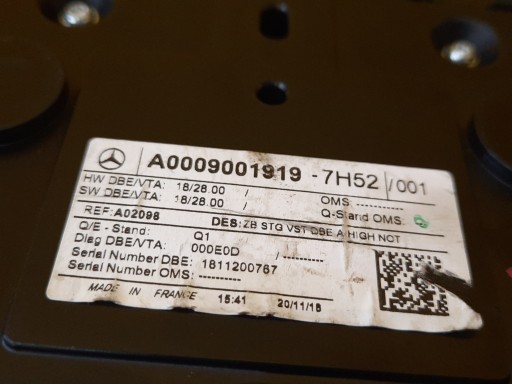 A0009001919 - 7H52 /001
HW DBE/VTA: 18/28.00 / OMS:----------
SW DBE/VTA: 18/28.00 / Q-Stand OMS:
REF: A02098 DES: ZB STG VST DBE A HIGH NOT
Q/E - Stand: Q1
Diag DBE/VTA: 000E0D /-----------
Serial Number DBE: 1811200767
Serial Number OMS: ----------
MADE IN FRANCE 15:41 20/11/18